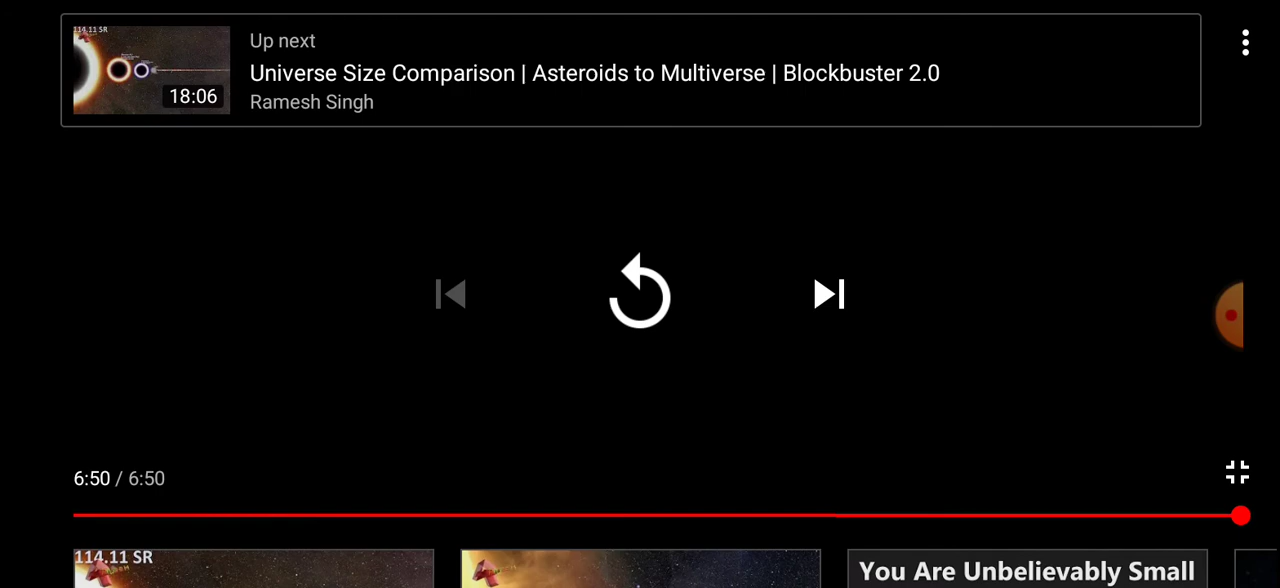 114.11 SR
Up next
Universe Size Comparison | Asteroids to Multiverse | Blockbuster 2.0
18:06
Ramesh Singh
6:50 / 6:50
114.11 SR
You Are Unbelievably Small